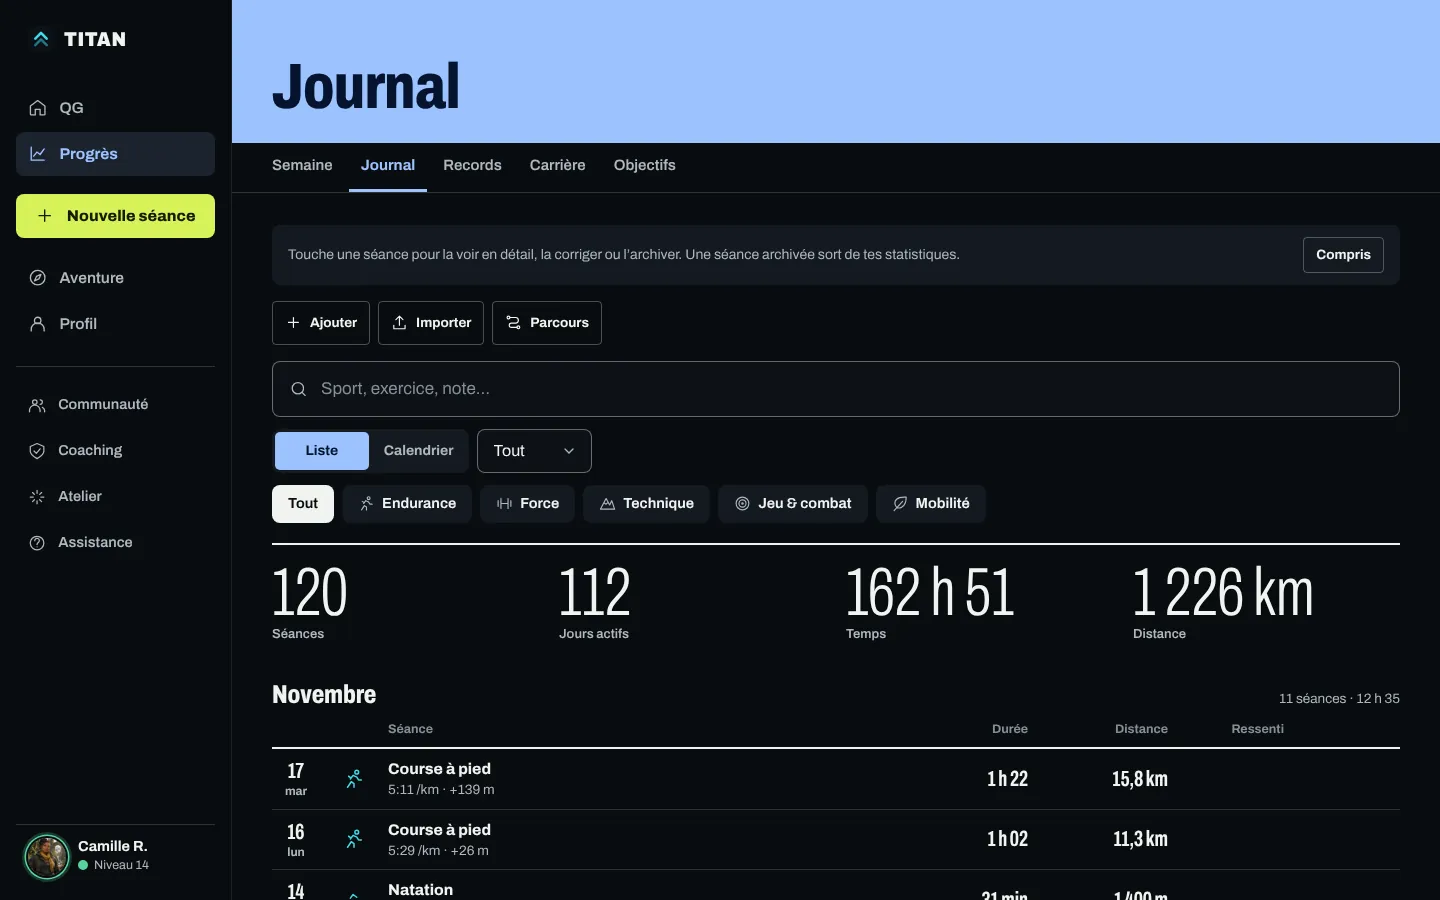 TITAN
QG
Progrès
Nouvelle séance
Aventure
Profil
Communauté
Coaching
Atelier
Assistance
Camille R.
Niveau 14
Journal
Semaine Journal Records Carrière Objectifs
Touche une séance pour la voir en détail, la corriger ou l'archiver. Une séance archivée sort de tes statistiques. Compris
Ajouter Importer Parcours
Sport, exercice, note...
Liste Calendrier Tout
Tout Endurance Force Technique Jeu & combat Mobilité
120 112 162 h 51 1 226 km
Séances Jours actifs Temps Distance
Novembre 11 séances · 12 h 35
Séance Durée Distance Ressenti
17 mar Course à pied 1 h 22 15,8 km
5:11 /km · +139 m
16 lun Course à pied 1 h 02 11,3 km
5:29 /km · +26 m
14 Natation 31 min 1 400 m